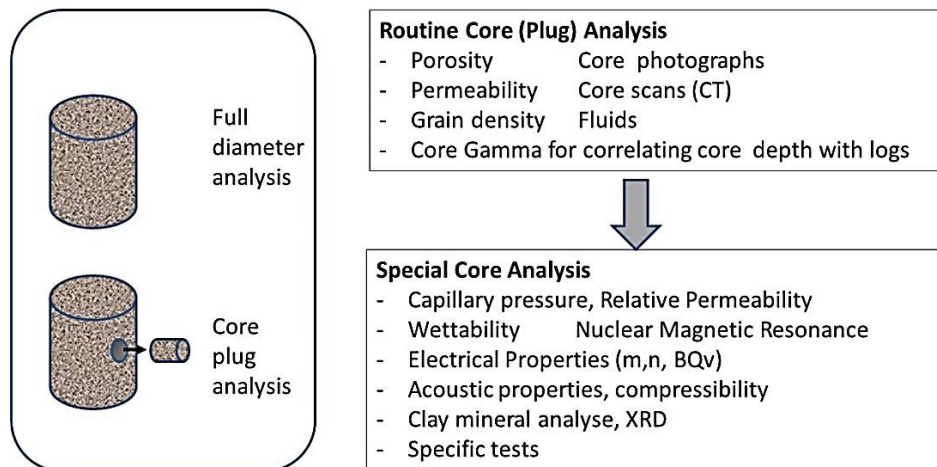 Full
diameter
analysis
Core
plug
analysis
Routine Core (Plug) Analysis
- Porosity Core photographs
- Permeability Core scans (CT)
- Grain density Fluids
- Core Gamma for correlating core depth with logs
Special Core Analysis
- Capillary pressure, Relative Permeability
- Wettability Nuclear Magnetic Resonance
- Electrical Properties (m,n, BQv)
- Acoustic properties, compressibility
- Clay mineral analyse, XRD
- Specific tests